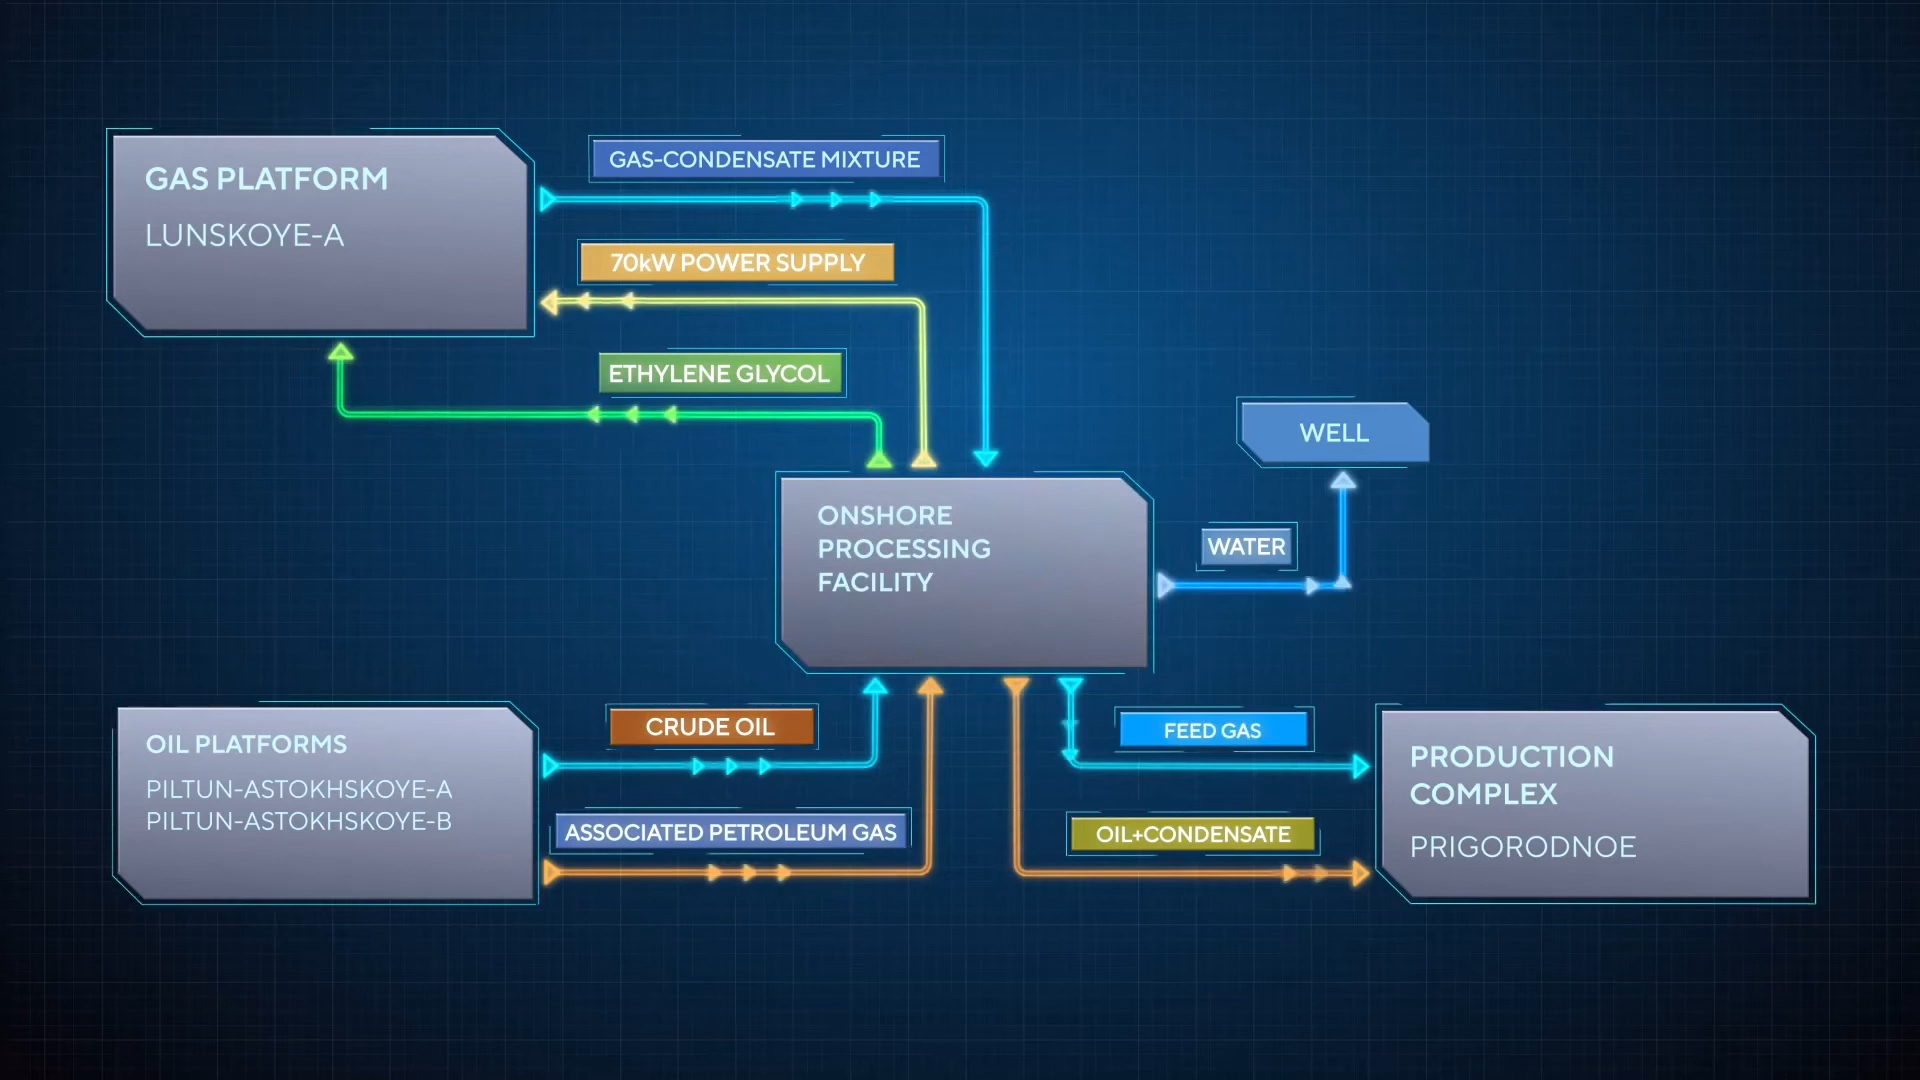 GAS PLATFORM
LUNSKOYE-A
GAS-CONDENSATE MIXTURE
70kW POWER SUPPLY
ETHYLENE GLYCOL
WELL
ONSHORE
PROCESSING
FACILITY
WATER
OIL PLATFORMS
PILTUN-ASTOKHSKOYE-A
PILTUN-ASTOKHSKOYE-B
CRUDE OIL
ASSOCIATED PETROLEUM GAS
FEED GAS
OIL+CONDENSATE
PRODUCTION
COMPLEX
PRIGORODNOE